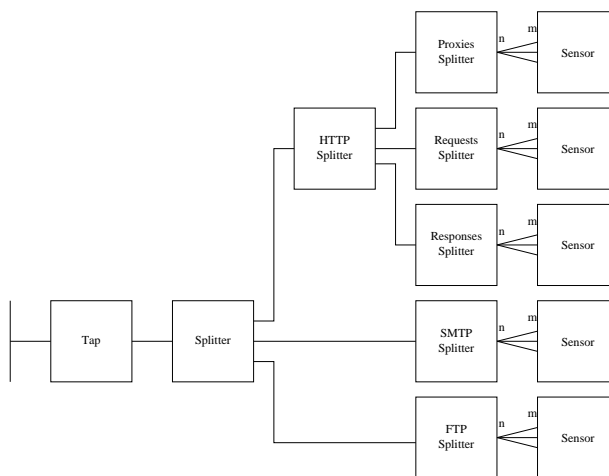 Proxies
Splitter
n
m
Sensor
HTTP
Splitter
Requests
Splitter
n
m
Sensor
Responses
Splitter
n
m
Sensor
Tap
Splitter
SMTP
Splitter
n
m
Sensor
FTP
Splitter
n
m
Sensor